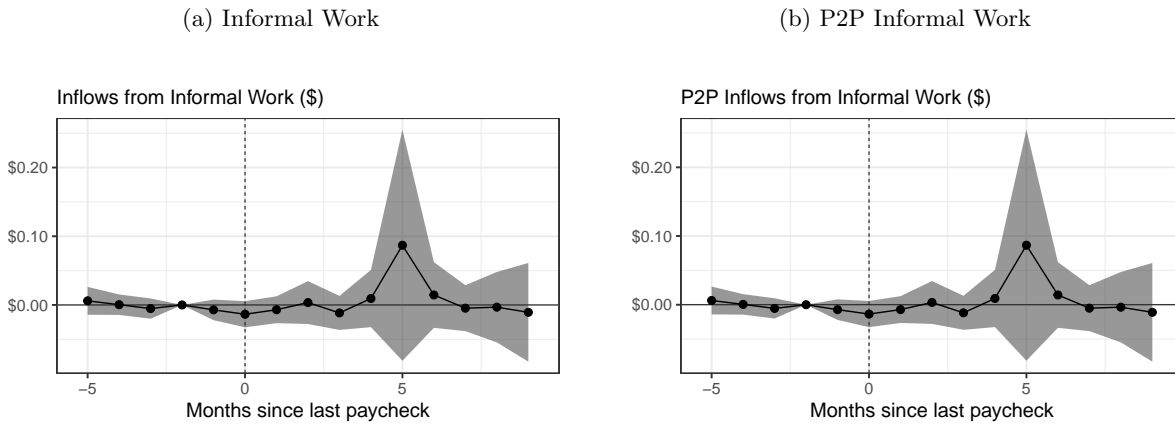 (a) Informal Work
(b) P2P Informal Work
Inflows from Informal Work ($)
$0.20
$0.10
$0.00
−5
0
5
Months since last paycheck
P2P Inflows from Informal Work ($)
$0.20
$0.10
$0.00
−5
0
5
Months since last paycheck